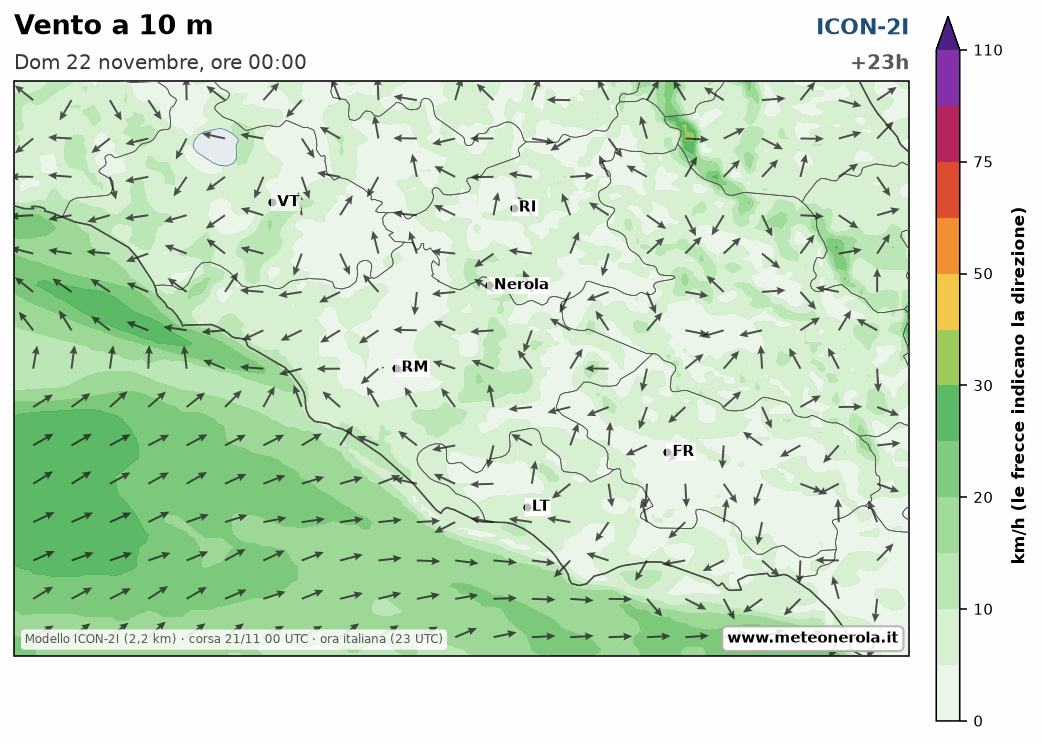 Vento a 10 m
ICON-2I
Dom 22 novembre, ore 00:00
+23h
VT
RI
Nerola
RM
FR
LT
Modello ICON-2I (2,2 km) · corsa 21/11 00 UTC · ora italiana (23 UTC)
www.meteonerola.it
110
75
50
30
20
10
0
km/h (le frecce indicano la direzione)